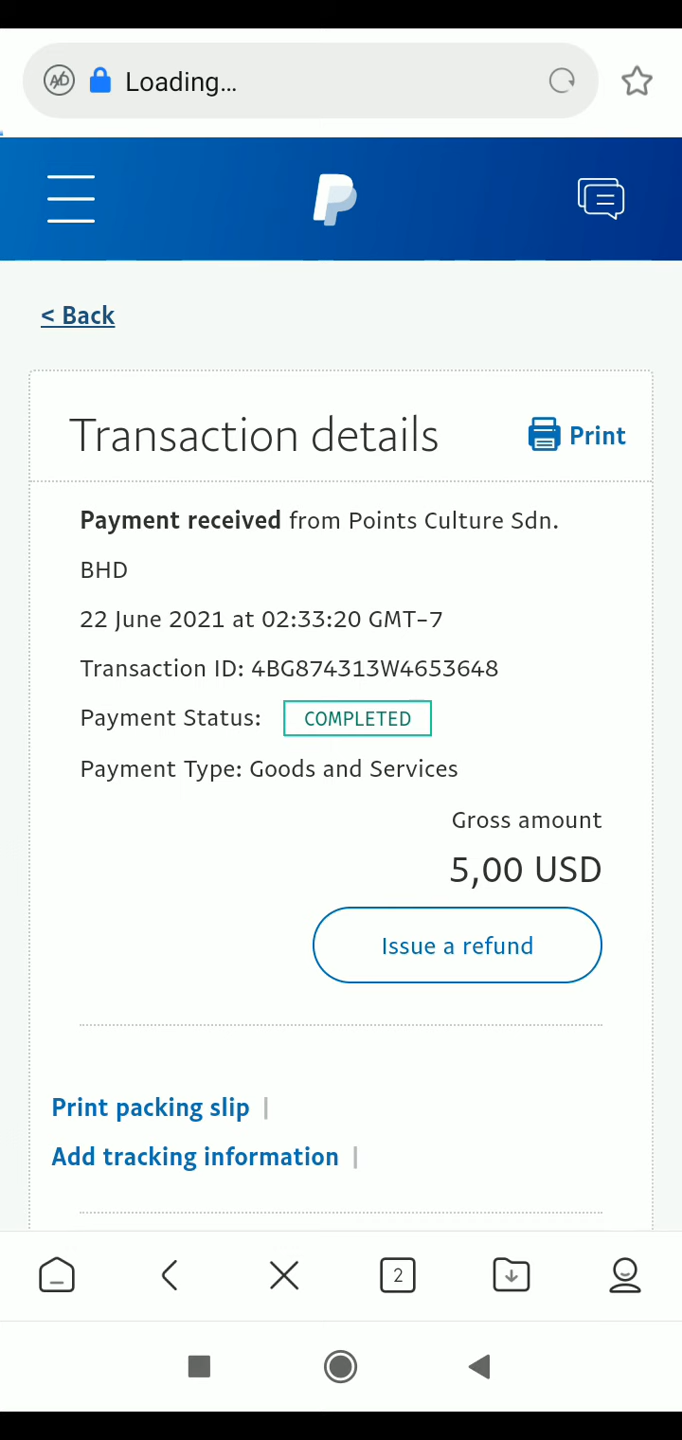 Loading...
< Back
Transaction details
Print
Payment received from Points Culture Sdn.
BHD
22 June 2021 at 02:33:20 GMT-7
Transaction ID: 4BG874313W4653648
Payment Status: COMPLETED
Payment Type: Goods and Services
Gross amount
5,00 USD
Issue a refund
Print packing slip |
Add tracking information |
2